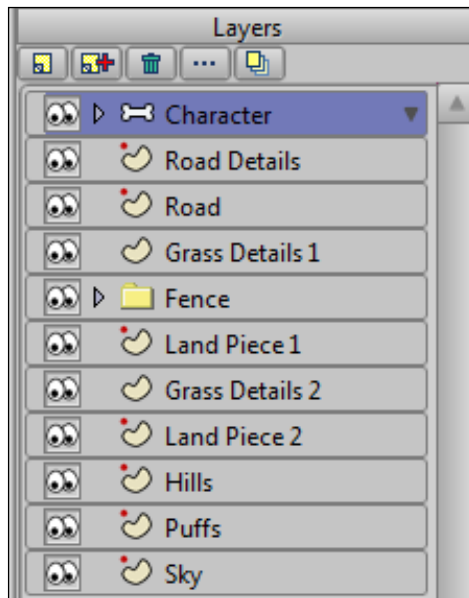 Layers
Character
Road Details
Road
Grass Details 1
Fence
Land Piece 1
Grass Details 2
Land Piece 2
Hills
Puffs
Sky